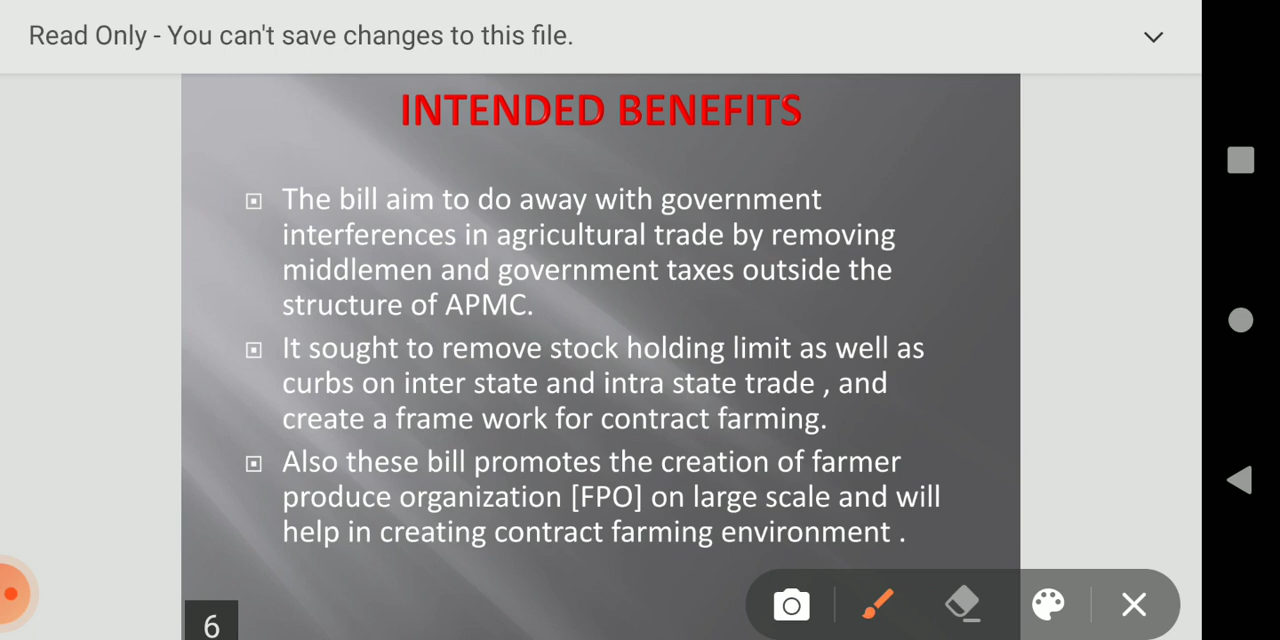 Read Only - You can't save changes to this file.
INTENDED BENEFITS
The bill aim to do away with government
interferences in agricultural trade by removing
middlemen and government taxes outside the
structure of APMC.
It sought to remove stock holding limit as well as
curbs on inter state and intra state trade , and
create a frame work for contract farming.
Also these bill promotes the creation of farmer
produce organization [FPO] on large scale and will
help in creating contract farming environment .
6